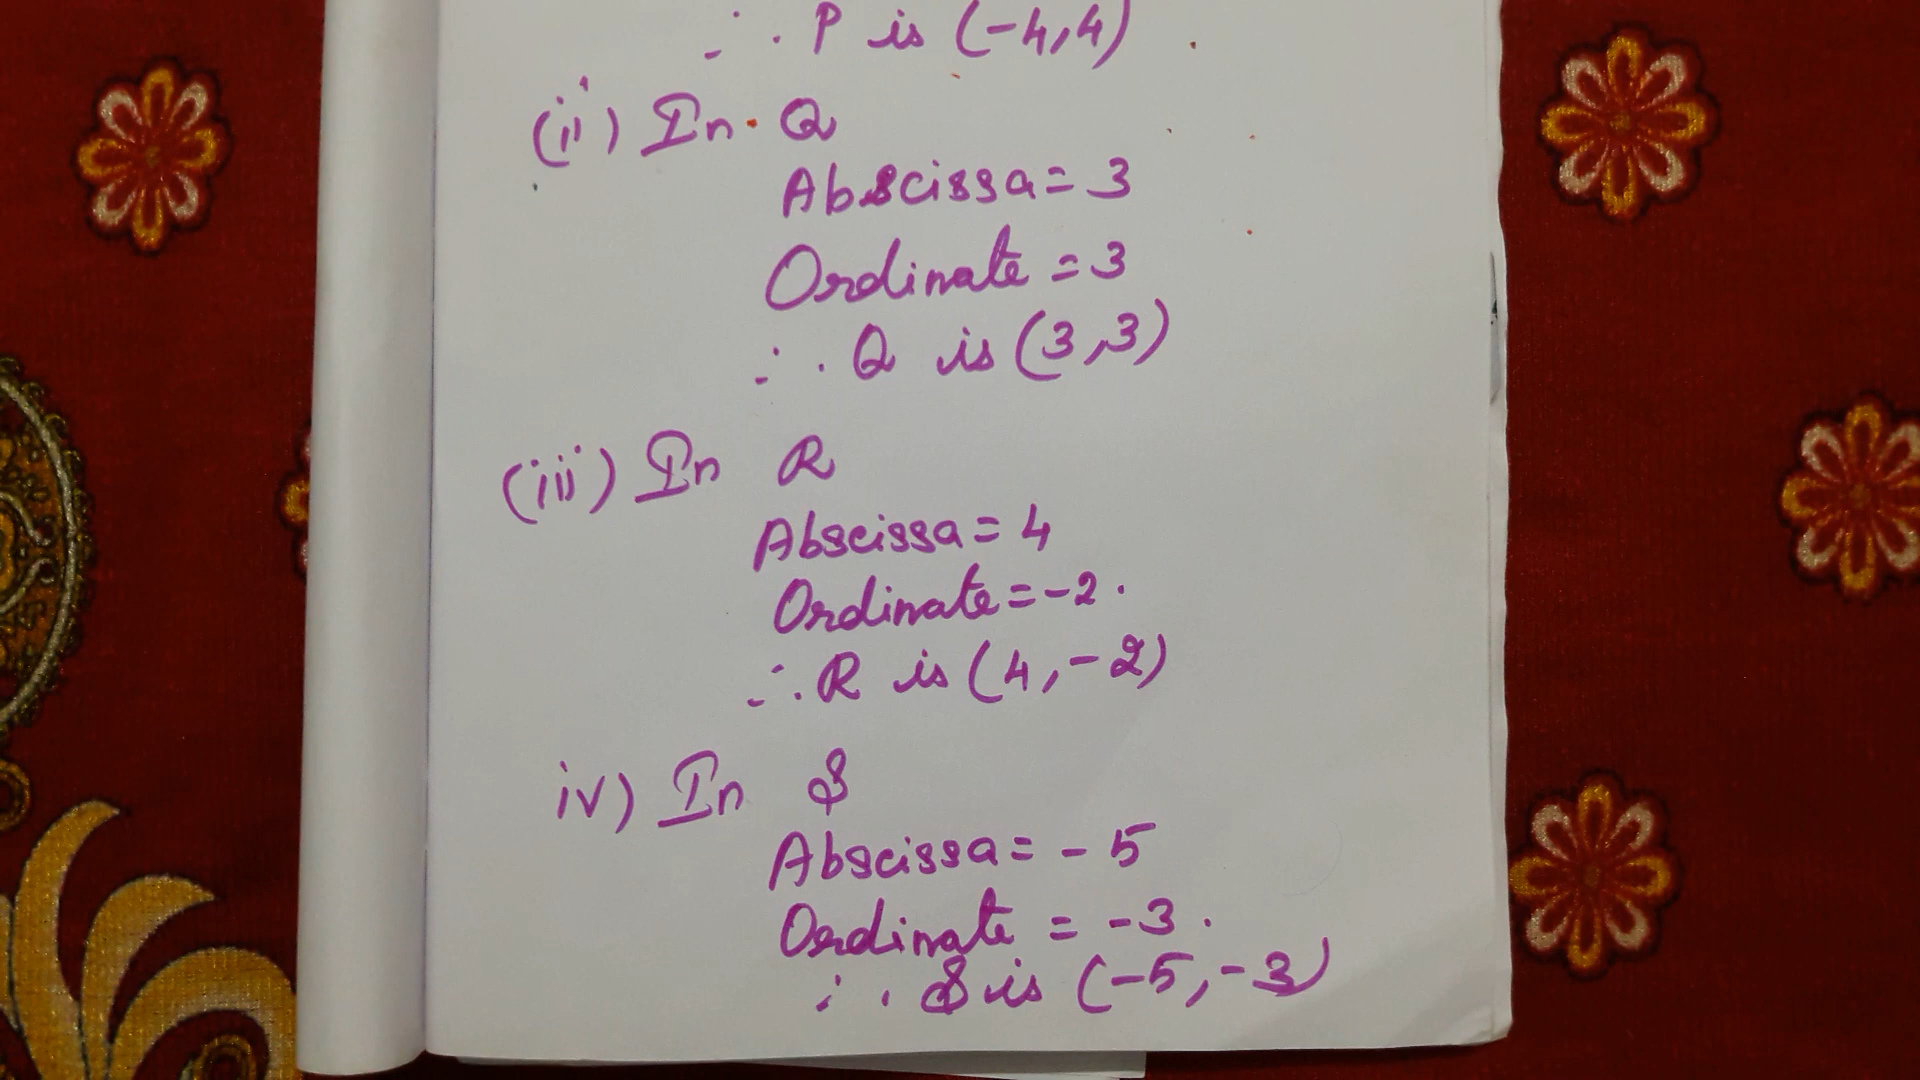 ∴ P is (-4,4)
(ii) In Q
Abscissa = 3
Ordinate = 3
∴ Q is (3,3)
(iii) In R
Abscissa = 4
Ordinate = -2.
∴ R is (4,-2)
iv) In S
Abscissa = -5
Ordinate = -3.
∴ S is (-5,-3)